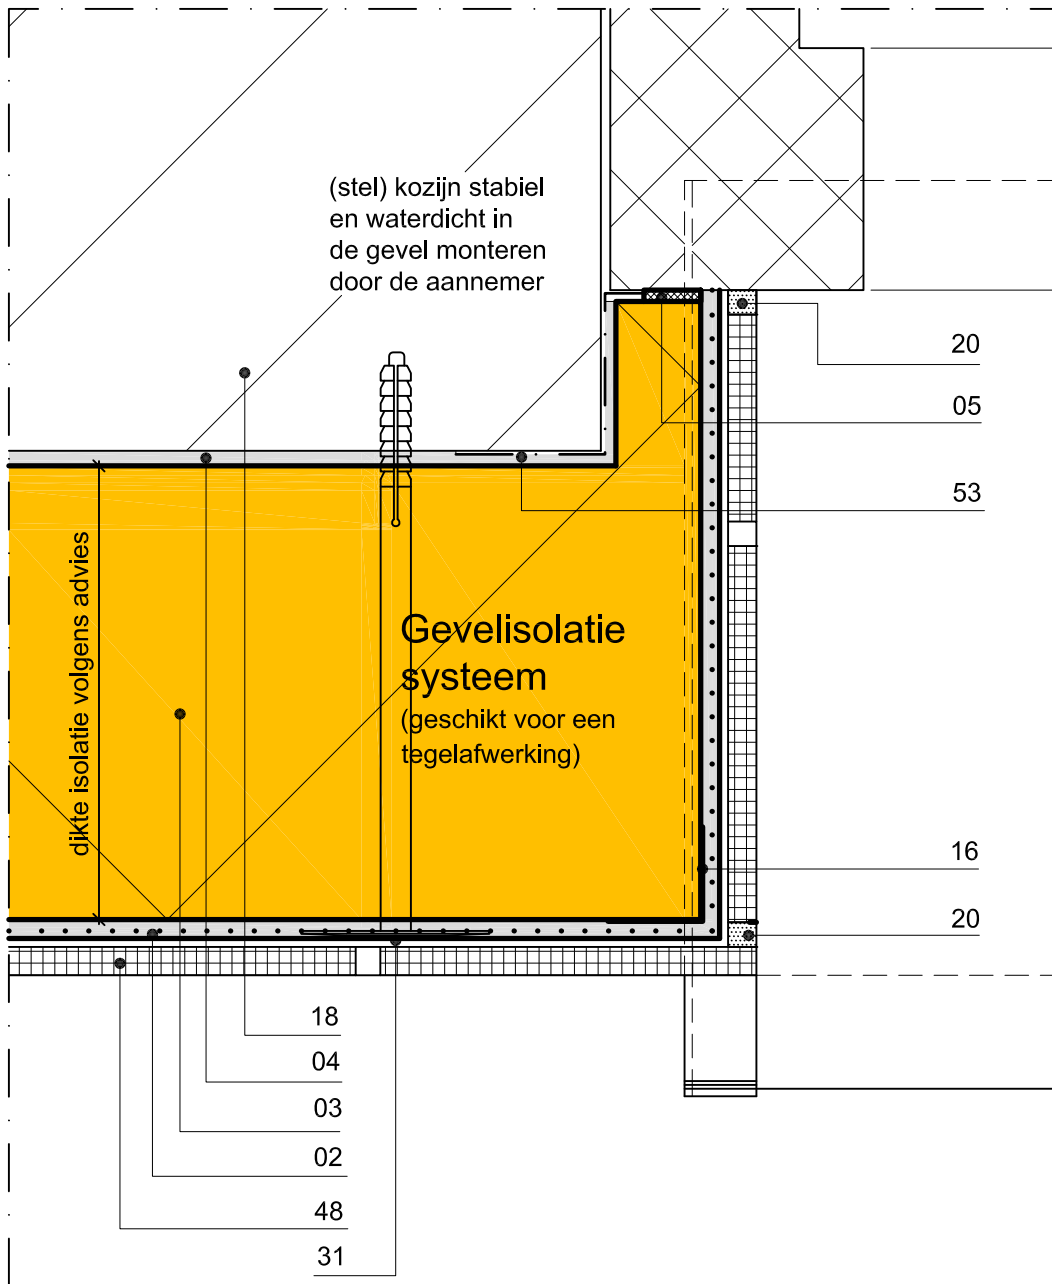 (stel) kozijn stabiel
en waterdicht in
de gevel monteren
door de aannemer
20
05
53
dikte isolatie volgens advies
Gevelisolatie
systeem
(geschikt voor een
tegelafwerking)
16
20
18
04
03
02
48
31